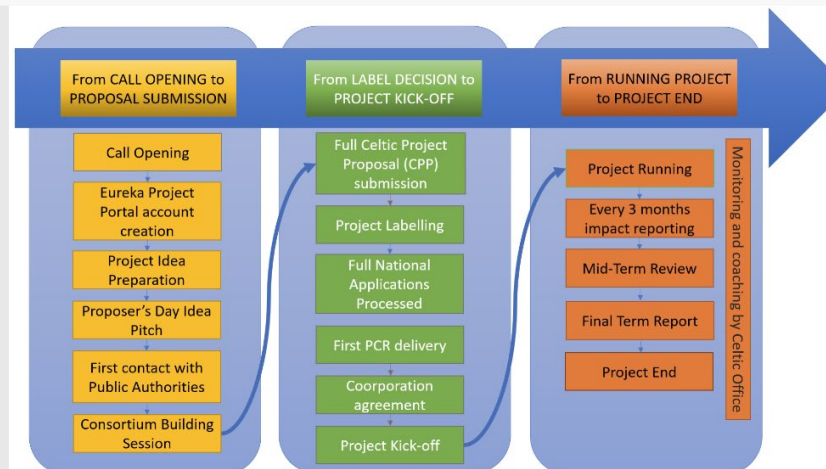 From CALL OPENING to
PROPOSAL SUBMISSION
Call Opening
Eureka Project
Portal account
creation
Project Idea
Preparation
Proposer's Day Idea
Pitch
First contact with
Public Authorities
Consortium Building
Session
From LABEL DECISION to
PROJECT KICK-OFF
Full Celtic Project
Proposal (CPP)
submission
Project Labelling
Full National
Applications
Processed
First PCR delivery
Coorporation
agreement
Project Kick-off
From RUNNING PROJECT
to PROJECT END
Project Running
Every 3 months
impact reporting
Mid-Term Review
Final Term Report
Project End
Monitoring and coaching by Celtic Office